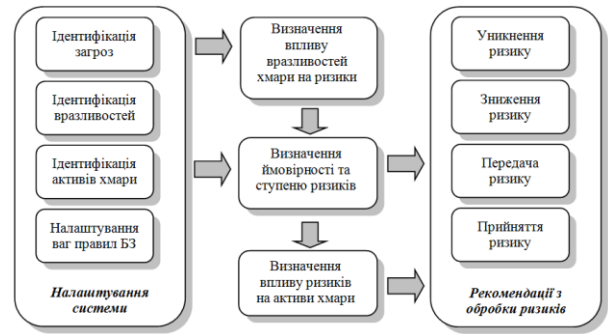 Ідентифікація
загроз
Ідентифікація
вразливостей
Ідентифікація
активів хмари
Налаштування
ваг правил БЗ
Налаштування
системи
Визначення
впливу
вразливостей
хмари на ризики
Визначення
ймовірності та
ступеню ризиків
Визначення
впливу ризиків
на активи хмари
Уникнення
ризику
Зниження
ризику
Передача
ризику
Прийняття
ризику
Рекомендації з
обробки ризиків